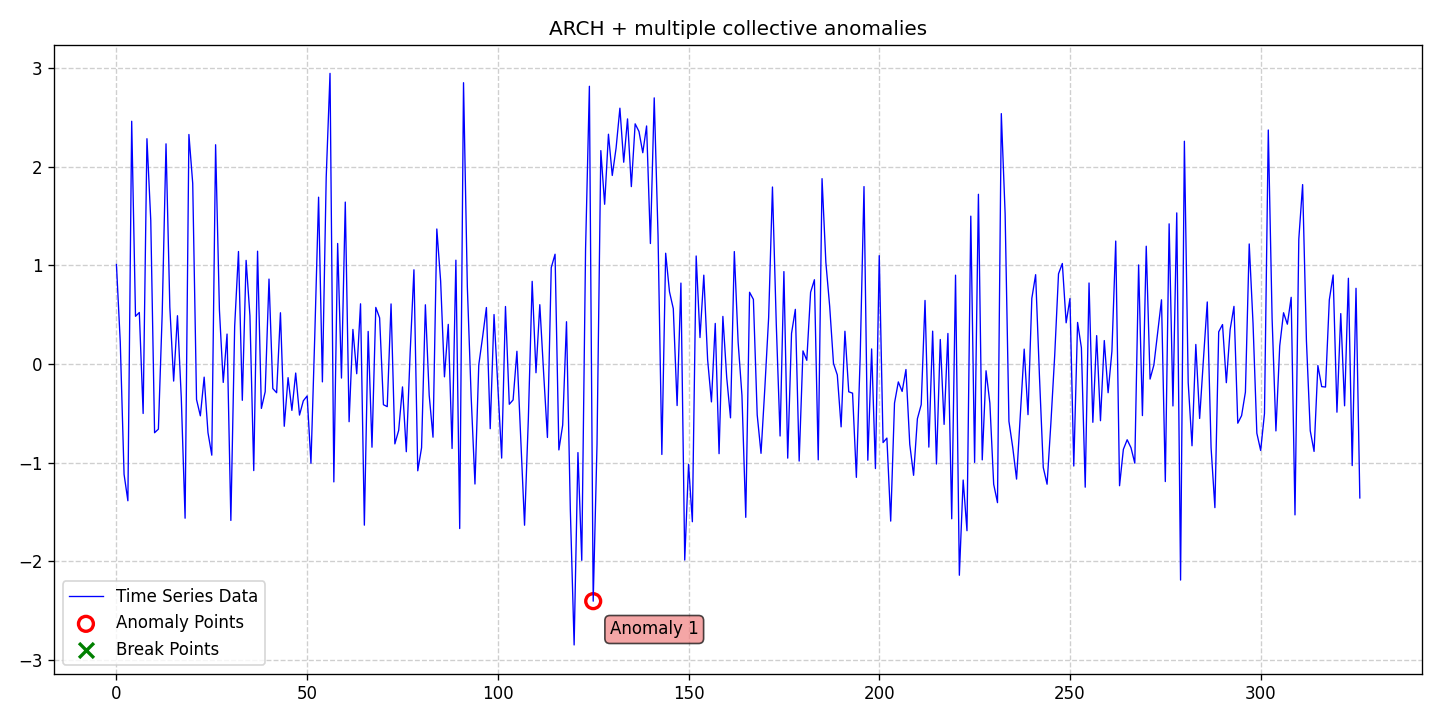 ARCH + multiple collective anomalies
3
2
1
0
−1
−2
−3
Time Series Data
Anomaly Points
Break Points
Anomaly 1
0
50
100
150
200
250
300